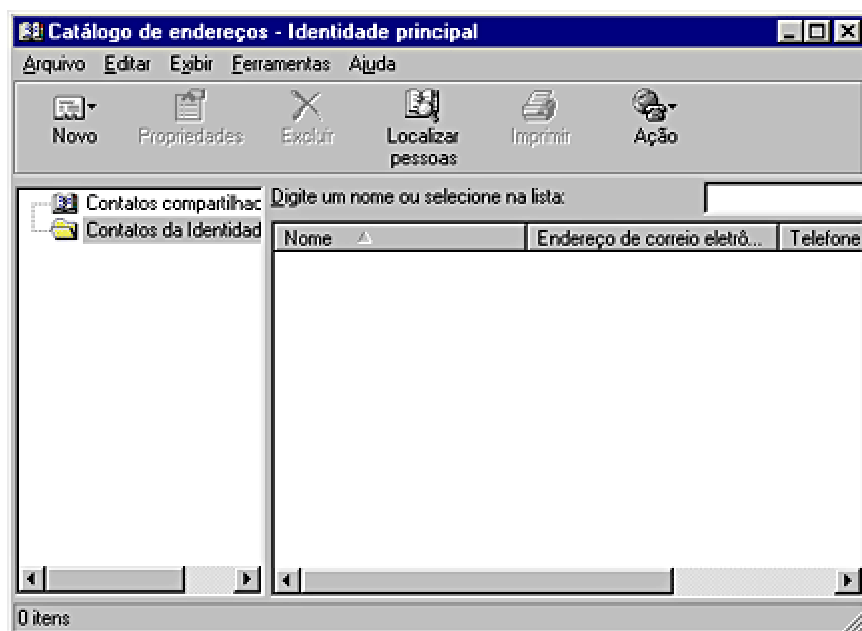 Catálogo de endereços - Identidade principal
Arquivo Editar Exibir Ferramentas Ajuda
Novo Propriedades Excluir Localizar pessoas Imprimir Ação
Contatos compartilhac
Contatos da Identidad
Digite um nome ou selecione na lista:
Nome Endereço de correio eletrô... Telefone
0 itens